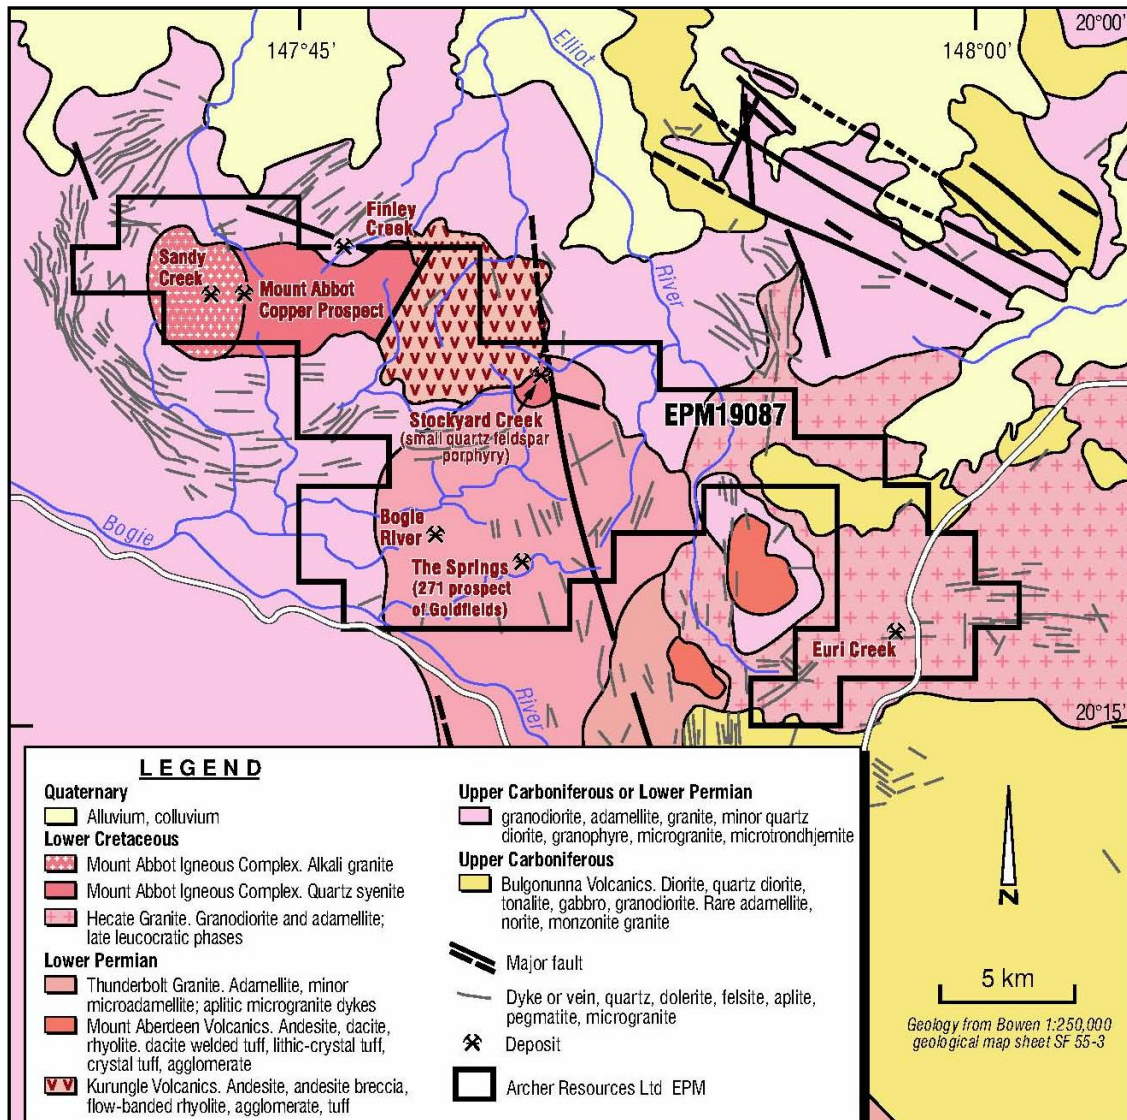 147°45'
148°00'
20°00'
Elliot
River
Finley
Creek
Sandy
Creek
Mount Abbot
Copper Prospect
Stockyard Creek
(small quartz feldspar
porphyry)
EPM19087
Bogie
River
Bogie
River
The Springs
(271 prospect
of Goldfields)
Euri Creek
20°15'
LEGEND
Quaternary
Alluvium, colluvium
Lower Cretaceous
Mount Abbot Igneous Complex. Alkali granite
Mount Abbot Igneous Complex. Quartz syenite
Hecate Granite. Granodiorite and adamellite;
late leucocratic phases
Lower Permian
Thunderbolt Granite. Adamellite, minor
microadamellite; aplitic microgranite dykes
Mount Aberdeen Volcanics. Andesite, dacite,
rhyolite. dacite welded tuff, lithic-crystal tuff,
crystal tuff, agglomerate
Kurungle Volcanics. Andesite, andesite breccia,
flow-banded rhyolite, agglomerate, tuff
Upper Carboniferous or Lower Permian
granodiorite, adamellite, granite, minor quartz
diorite, granophyre, microgranite, microtrondhjemite
Upper Carboniferous
Bulgonunna Volcanics. Diorite, quartz diorite,
tonalite, gabbro, granodiorite. Rare adamellite,
norite, monzonite granite
Major fault
Dyke or vein, quartz, dolerite, felsite, aplite,
pegmatite, microgranite
Deposit
Archer Resources Ltd EPM
N
5 km
Geology from Bowen 1:250,000
geological map sheet SF 55-3